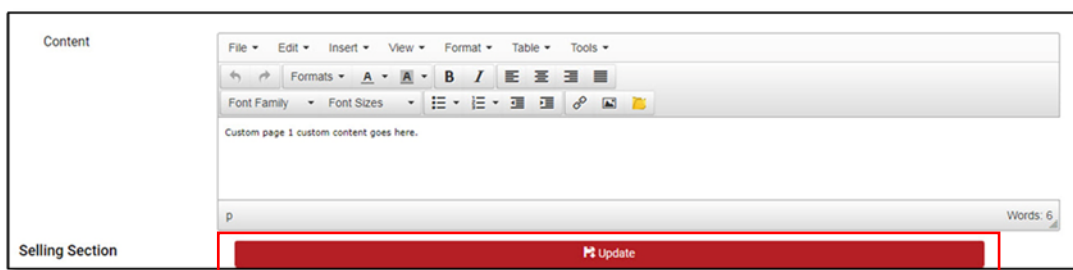 Content
File Edit Insert View Format Table Tools
Formats A A B I
Font Family Font Sizes
Custom page 1 custom content goes here.
p Words: 6
Selling Section
Update